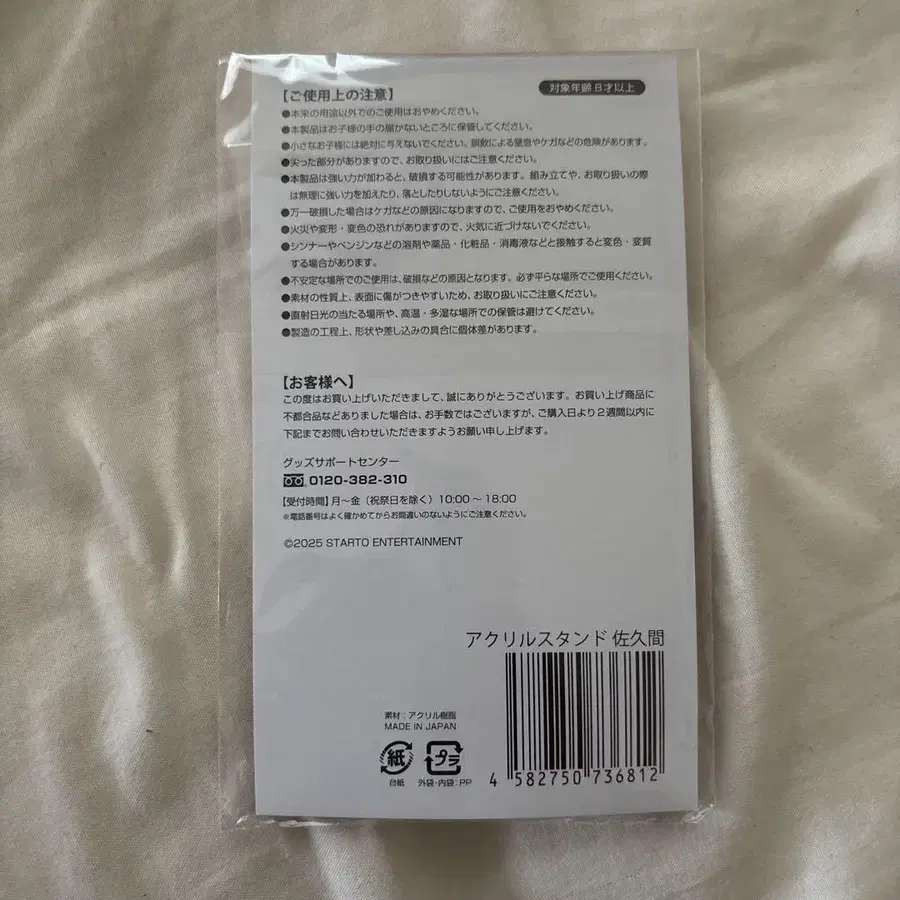 【ご使用上の注意】
対象年齢8才以上
●本来の用途以外でのご使用はおやめください。
●本製品はお子様の手の届かないところに保管してください。
●小さなお子様には絶対に与えないでください。誤飲による窒息やケガなどの危険があります。
●尖った部分がありますので、お取り扱いにはご注意ください。
●本製品は強い力が加わると、破損する可能性があります。組み立てや、お取り扱いの際
は無理に強い力を加えたり、落としたりしないようにご注意ください。
●万一破損した場合はケガなどの原因になりますので、ご使用をおやめください。
●火災や変形・変色の恐れがありますので、火気に近づけないでください。
●シンナーやベンジンなどの溶剤や薬品・化粧品・消毒液などと接触すると変色・変質
する場合があります。
●不安定な場所でのご使用は、破損などの原因となります。必ず平らな場所でご使用ください。
●素材の性質上、表面に傷がつきやすいため、お取り扱いにご注意ください。
●直射日光の当たる場所や、高温・多湿な場所での保管は避けてください。
●製造の工程上、形状や差し込みの具合に個体差があります。
【お客様へ】
この度はお買い上げいただきまして、誠にありがとうございます。お買い上げ商品に
不都合品などありました場合は、お手数ではございますが、ご購入日より2週間以内に
下記までお問い合わせいただきますようお願い申し上げます。
グッズサポートセンター
0120-382-310
【受付時間】月〜金（祝祭日を除く）10:00〜18:00
※電話番号はよく確かめてからお間違いのないようにご注意ください。
©2025 STARTO ENTERTAINMENT
アクリルスタンド 佐久間
素材：アクリル樹脂
MADE IN JAPAN
紙
プラ
台紙
外袋・内袋：PP
4 582750 736812